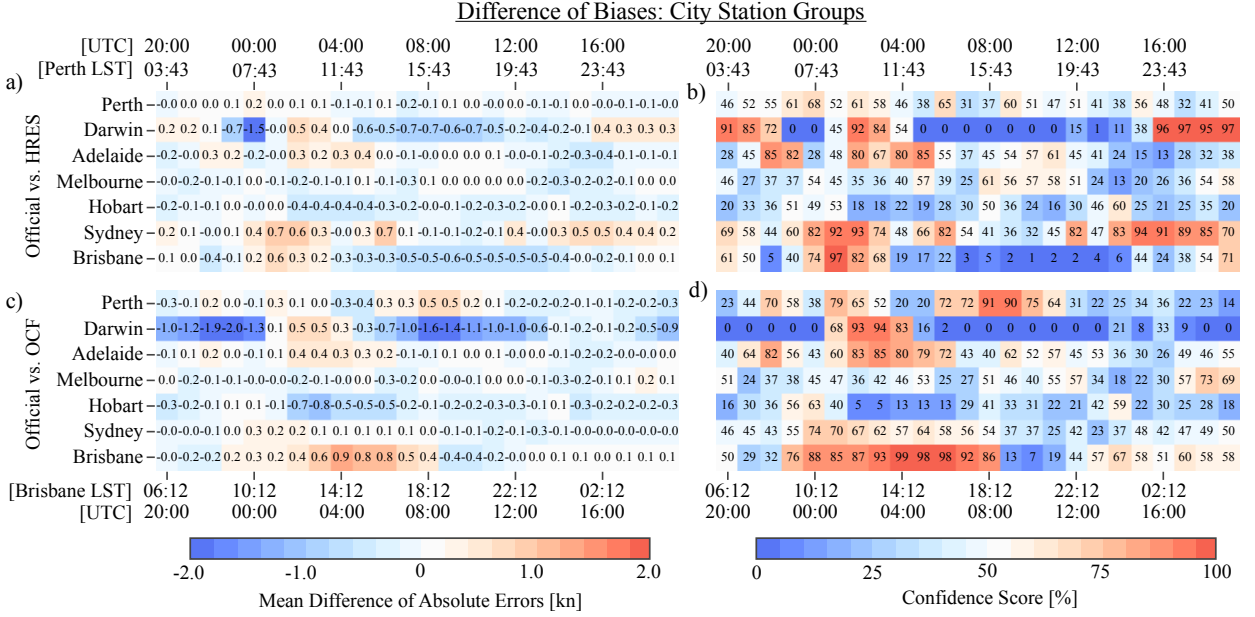 Difference of Biases: City Station Groups
[UTC] 20:00 00:00 04:00 08:00 12:00 16:00
[Perth LST] 03:43 07:43 11:43 15:43 19:43 23:43
a)
Official vs. HRES
Perth -0.0 0.0 0.0 0.1 0.2 0.0 0.1 0.1 -0.1 -0.1 0.1 -0.2 -0.1 0.1 0.0 -0.0 0.0 -0.0 -0.1 -0.0 -0.0 -0.1 -0.1 -0.0
Darwin 0.2 0.2 0.1 -0.7 -1.5 -0.0 0.5 0.4 0.0 -0.6 -0.5 -0.7 -0.7 -0.6 -0.7 -0.5 -0.2 -0.4 -0.2 -0.1 0.4 0.3 0.3 0.3
Adelaide -0.2 -0.0 0.3 0.2 -0.2 -0.0 0.3 0.2 0.3 0.4 0.0 -0.1 -0.0 0.0 0.0 0.1 -0.0 -0.1 -0.2 -0.3 -0.4 -0.1 -0.1 -0.1
Melbourne -0.0 -0.2 -0.1 -0.1 -0.0 -0.1 -0.2 -0.1 -0.1 0.1 -0.1 -0.3 0.1 0.0 0.0 0.0 0.0 -0.2 -0.3 -0.2 -0.2 -0.1 0.0 0.0
Hobart -0.2 -0.1 -0.1 0.0 -0.0 0.0 -0.4 -0.4 -0.4 -0.3 -0.2 -0.1 0.0 -0.1 -0.2 -0.3 -0.2 -0.0 0.1 -0.2 -0.3 -0.2 -0.2 -0.2
Sydney 0.2 0.1 -0.0 0.1 0.4 0.7 0.6 0.3 -0.0 0.3 0.7 0.1 -0.1 -0.1 -0.2 -0.1 0.4 -0.0 0.3 0.5 0.5 0.4 0.4 0.2
Brisbane 0.1 0.0 -0.4 -0.1 0.2 0.6 0.3 0.2 -0.3 -0.3 -0.3 -0.5 -0.5 -0.6 -0.5 -0.5 -0.5 -0.4 -0.3 0.0 -0.1 -0.0 0.0 0.1
[UTC] 20:00 00:00 04:00 08:00 12:00 16:00
[Perth LST] 03:43 07:43 11:43 15:43 19:43 23:43
b)
46 52 55 61 68 52 61 58 46 38 65 31 37 60 51 47 51 41 38 56 48 32 41 50
91 85 72 0 0 45 92 84 54 0 0 0 0 0 0 0 15 1 11 38 96 97 95 97
28 45 85 82 28 48 80 67 80 85 55 37 45 54 57 61 45 41 24 15 13 28 32 38
46 27 37 37 54 45 35 36 40 57 39 25 61 56 57 58 51 24 13 20 26 36 54 58
20 33 36 51 49 53 18 18 22 19 28 30 50 36 24 16 30 46 60 25 21 25 35 20
69 58 44 60 82 92 93 74 48 66 82 54 41 36 32 45 82 47 83 94 91 89 85 70
61 50 5 40 74 97 82 68 19 17 22 3 5 2 1 2 2 4 6 44 34 44 54 71
c)
Official vs. OCF
Perth -0.3 -0.1 0.2 0.0 -0.1 0.3 0.1 0.0 -0.3 -0.4 0.3 0.3 0.5 0.5 0.2 0.1 -0.2 -0.2 -0.2 -0.1 -0.2 -0.2 -0.2 -0.3
Darwin -1.0 -1.2 -1.9 -2.0 -1.3 0.1 0.5 0.5 0.3 -0.3 -0.7 -1.0 -1.6 -1.4 -1.1 -1.0 -1.0 -0.6 -0.1 -0.2 -0.1 -0.2 -0.5 -0.9
Adelaide -0.1 0.1 0.2 0.0 -0.1 0.1 0.4 0.4 0.3 0.3 0.2 -0.0 -0.0 0.1 0.0 0.1 -0.0 0.0 -0.1 -0.2 -0.2 -0.0 -0.0 0.0
Melbourne 0.0 -0.2 -0.1 -0.1 -0.0 -0.0 -0.2 -0.1 -0.0 0.0 -0.3 -0.2 0.0 -0.1 -0.1 0.0 0.1 -0.1 -0.3 -0.2 -0.1 0.1 0.2 0.1
Hobart -0.3 -0.2 -0.1 0.1 0.1 -0.1 -0.7 -0.8 -0.5 -0.5 -0.5 -0.2 -0.1 -0.2 -0.2 -0.3 -0.3 -0.1 0.1 -0.3 -0.2 -0.2 -0.2 -0.3
Sydney -0.0 -0.0 -0.1 0.0 0.3 0.2 0.2 0.1 0.1 0.1 0.1 0.1 0.1 -0.1 -0.1 -0.2 -0.1 -0.3 -0.1 -0.0 -0.0 -0.0 -0.0 0.0
Brisbane -0.0 -0.2 -0.2 0.2 0.3 0.2 0.4 0.6 0.9 0.8 0.8 0.5 0.4 -0.4 -0.4 -0.2 -0.0 0.1 0.1 0.0 0.0 0.1 0.1 0.1
d)
23 44 70 58 38 79 65 52 20 20 72 72 91 90 75 64 31 22 25 34 36 22 23 14
0 0 0 0 0 68 93 94 83 16 2 0 0 0 0 0 0 0 21 8 33 9 0 0
40 64 82 56 43 60 83 85 80 79 72 43 40 62 52 57 45 53 36 30 26 49 46 55
51 24 37 38 45 47 36 42 46 53 25 27 51 46 40 55 57 34 18 22 30 57 73 69
16 30 36 56 63 40 5 5 13 13 13 29 41 33 31 22 21 42 59 22 30 25 28 18
46 45 43 55 74 70 67 62 57 64 58 56 54 37 37 25 42 23 37 48 42 47 49 50
50 29 32 76 88 85 87 93 99 98 98 92 86 13 7 19 44 57 67 58 51 60 58 58
[Brisbane LST] 06:12 10:12 14:12 18:12 22:12 02:12
[UTC] 20:00 00:00 04:00 08:00 12:00 16:00
06:12 10:12 14:12 18:12 22:12 02:12
20:00 00:00 04:00 08:00 12:00 16:00
-2.0 -1.0 0 1.0 2.0
Mean Difference of Absolute Errors [kn]
0 25 50 75 100
Confidence Score [%]